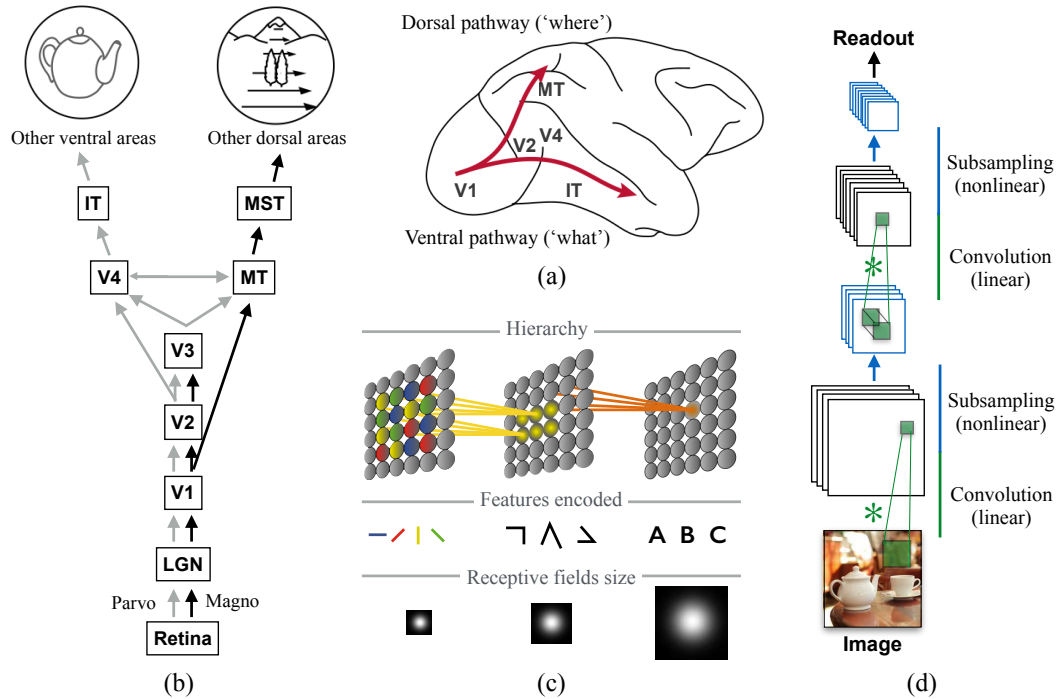 Other ventral areas
Other dorsal areas
IT
MST
V4
MT
V3
V2
V1
LGN
Parvo
Magno
Retina
(b)
Dorsal pathway (‘where’)
MT
V2
V4
V1
IT
Ventral pathway (‘what’)
(a)
Hierarchy
Features encoded
A B C
Receptive fields size
(c)
Readout
Subsampling
(nonlinear)
Convolution
(linear)
*
Subsampling
(nonlinear)
Convolution
(linear)
*
Image
(d)